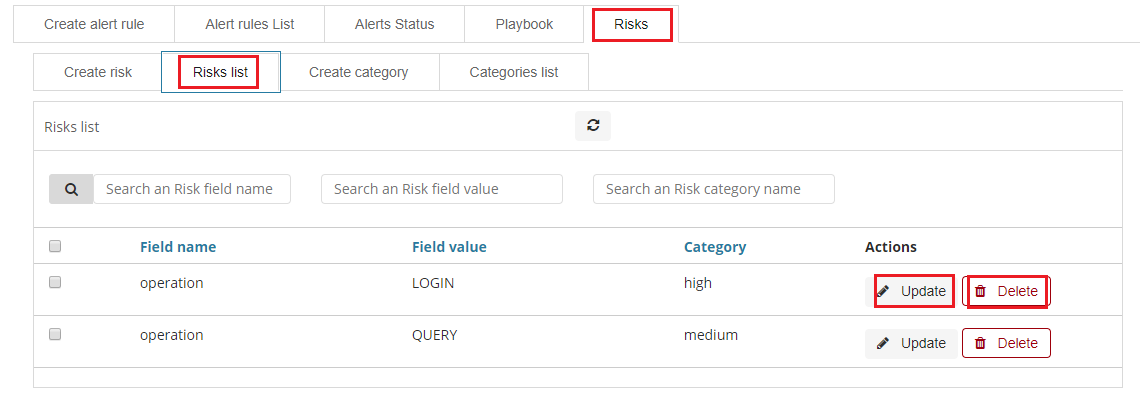 Create alert rule Alert rules List Alerts Status Playbook Risks
Create risk Risks list Create category Categories list
Risks list
Search an Risk field name Search an Risk field value Search an Risk category name
Field name Field value Category Actions
operation LOGIN high Update Delete
operation QUERY medium Update Delete